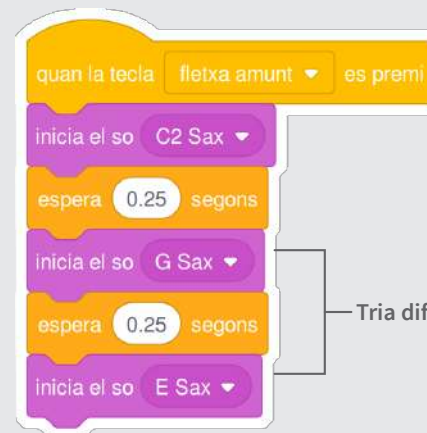 quan la tecla fletxa amunt es premi
inicia el so C2 Sax
espera 0.25 segons
inicia el so G Sax
espera 0.25 segons
Tria dif
inicia el so E Sax